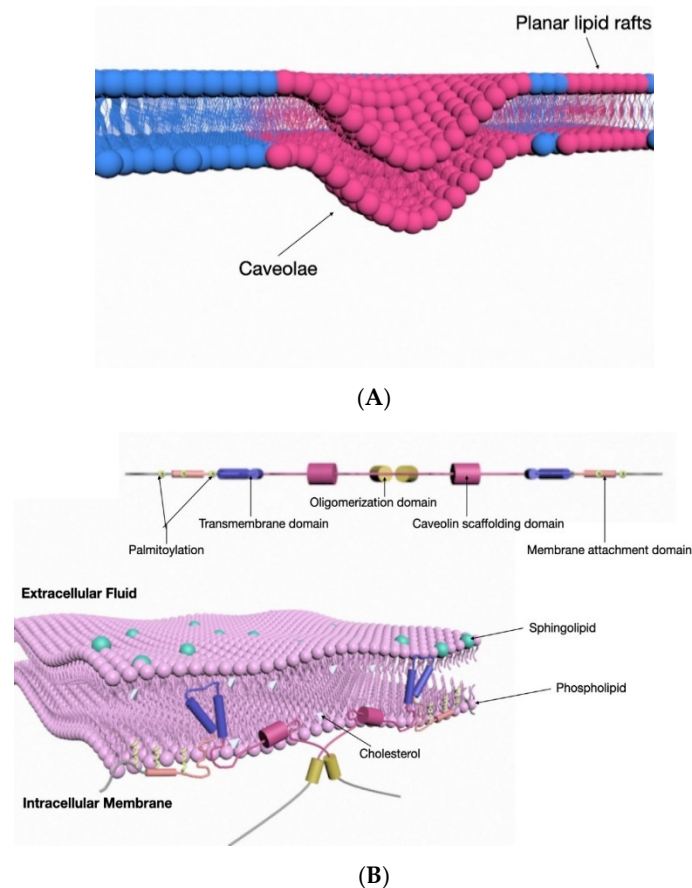 Planar lipid rafts
Caveolae
(A)
Oligomerization domain
Transmembrane domain
Caveolin scaffolding domain
Palmitoylation
Membrane attachment domain
Extracellular Fluid
Sphingolipid
Phospholipid
Cholesterol
Intracellular Membrane
(B)